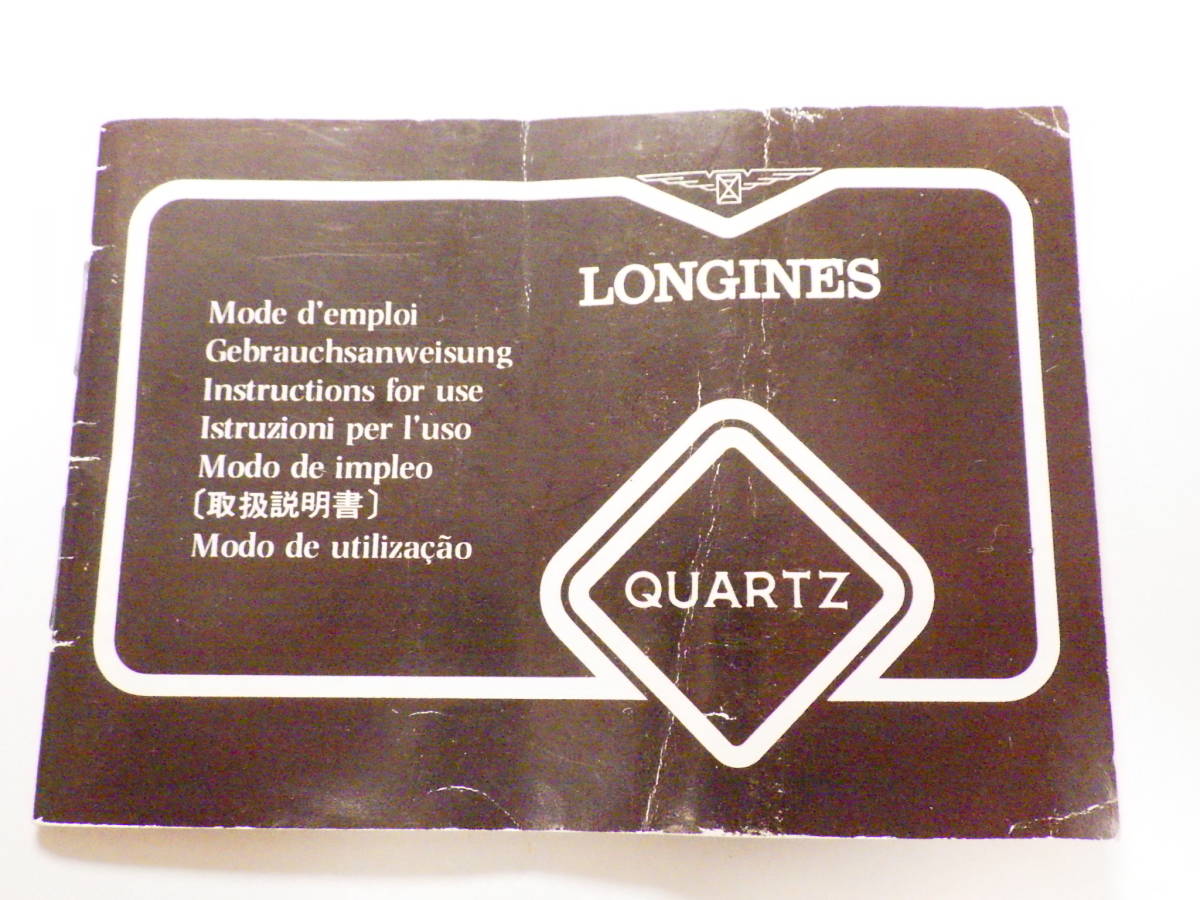 LONGINES
Mode d'emploi
Gebrauchsanweisung
Instructions for use
Istruzioni per l'uso
Modo de impleo
〔取扱説明書〕
Modo de utilização
QUARTZ